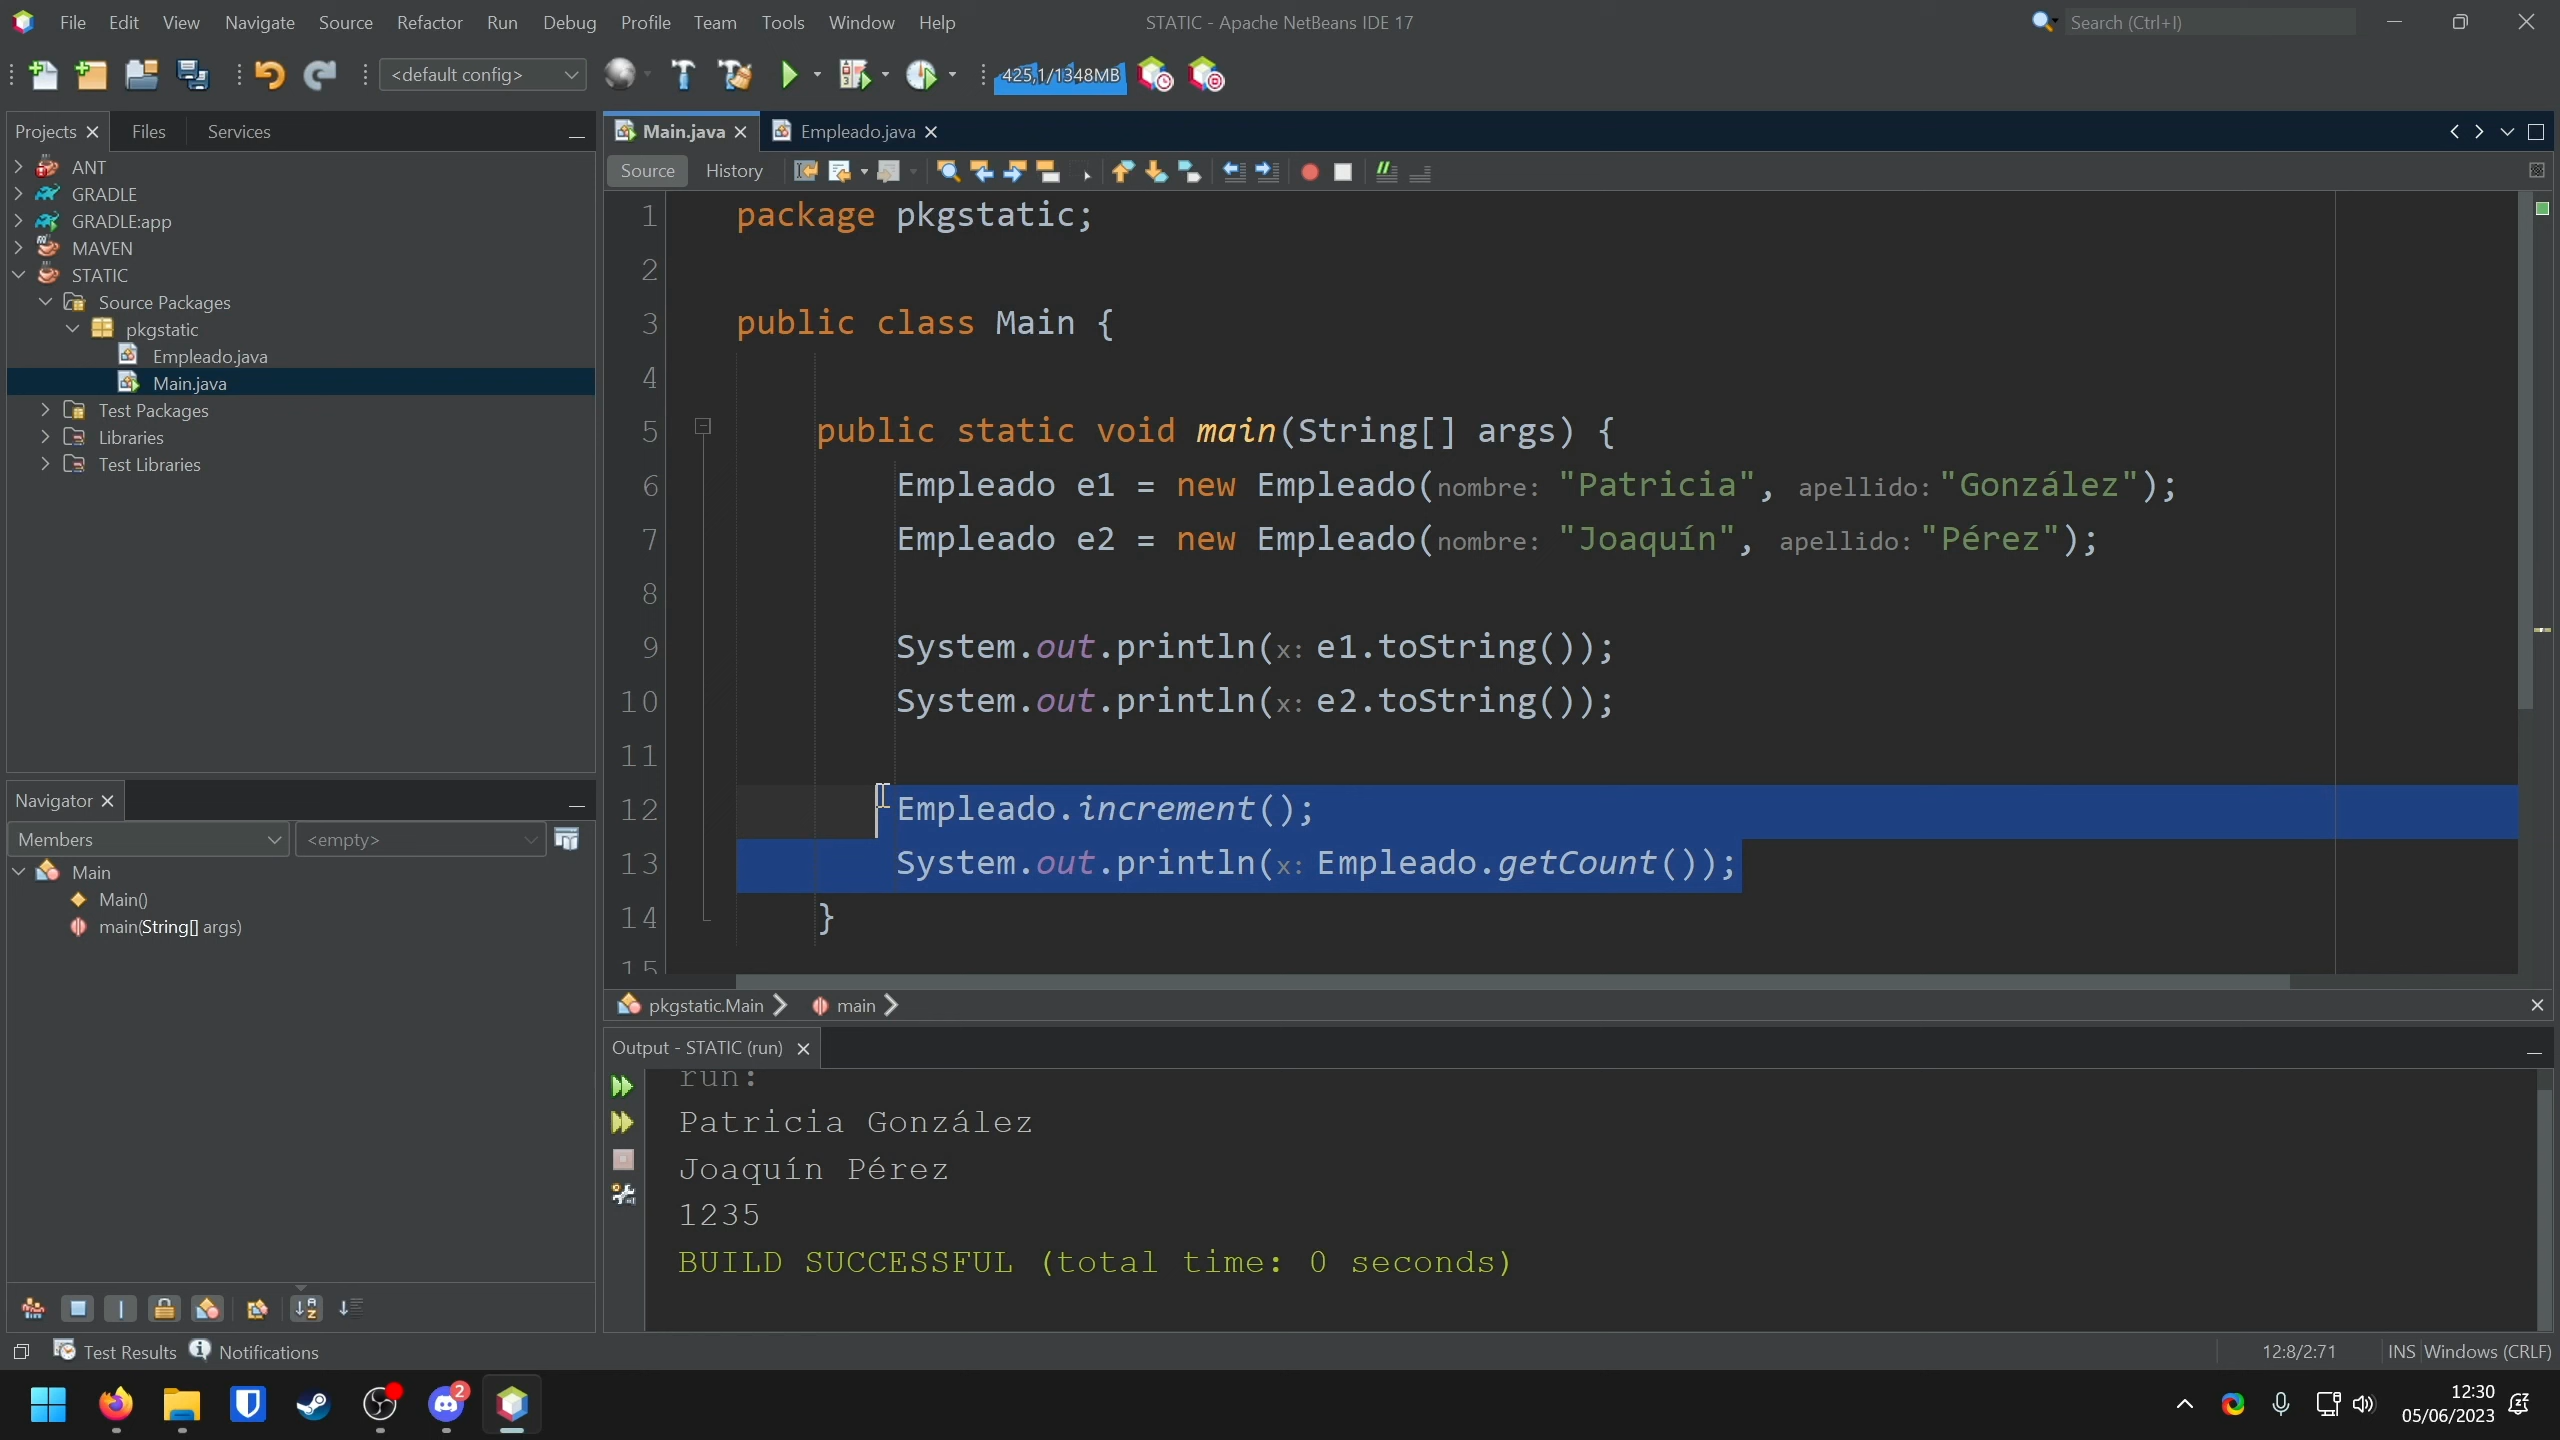 File Edit View Navigate Source Refactor Run Debug Profile Team Tools Window Help
STATIC - Apache NetBeans IDE 17
Search (Ctrl+I)
<default config>
425,1/1348MB
Projects
Files
Services
ANT
GRADLE
GRADLE:app
MAVEN
STATIC
Source Packages
pkgstatic
Empleado.java
Main.java
Test Packages
Libraries
Test Libraries
Navigator
Members
<empty>
Main
Main()
main(String[] args)
Main.java
Empleado.java
Source
History
1 package pkgstatic;
2
3 public class Main {
4
5 public static void main(String[] args) {
6 Empleado e1 = new Empleado(nombre: "Patricia", apellido: "González");
7 Empleado e2 = new Empleado(nombre: "Joaquín", apellido: "Pérez");
8
9 System.out.println(x: e1.toString());
10 System.out.println(x: e2.toString());
11
12 Empleado.increment();
13 System.out.println(x: Empleado.getCount());
14 }
15
pkgstatic.Main
main
Output - STATIC (run)
run:
Patricia González
Joaquín Pérez
1235
BUILD SUCCESSFUL (total time: 0 seconds)
Test Results
Notifications
12:8/2:71
INS
Windows (CRLF)
2
12:30
05/06/2023